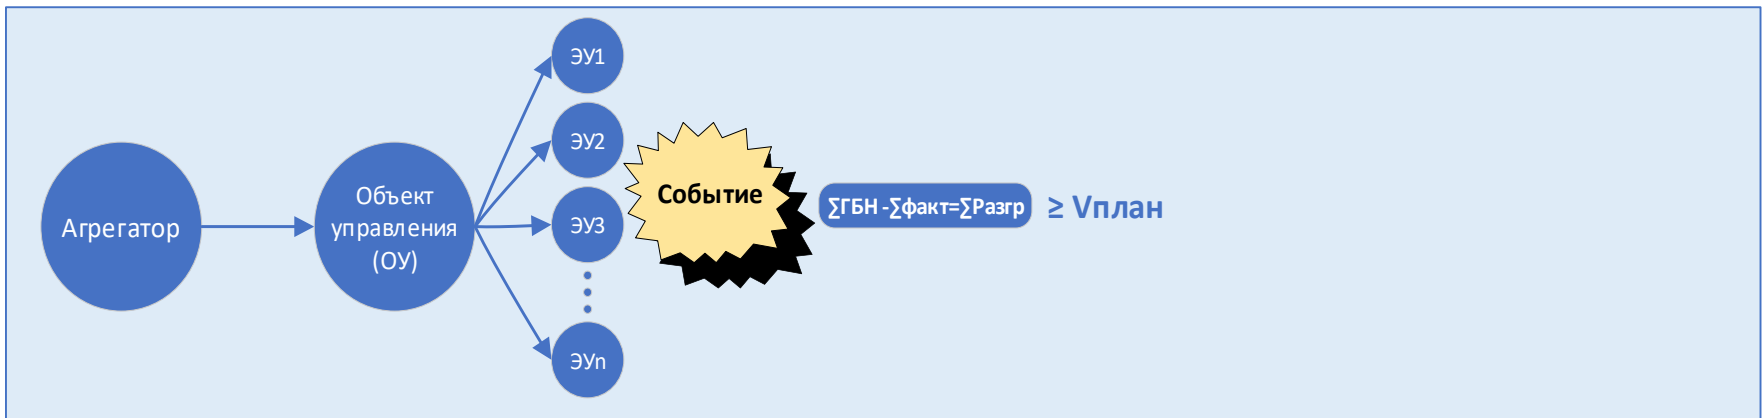 Агрегатор
Объект
управления
(ОУ)
ЭУ1
ЭУ2
ЭУ3
ЭУn
Событие
∑ГБН -∑факт=∑Разгр
≥ Vплан